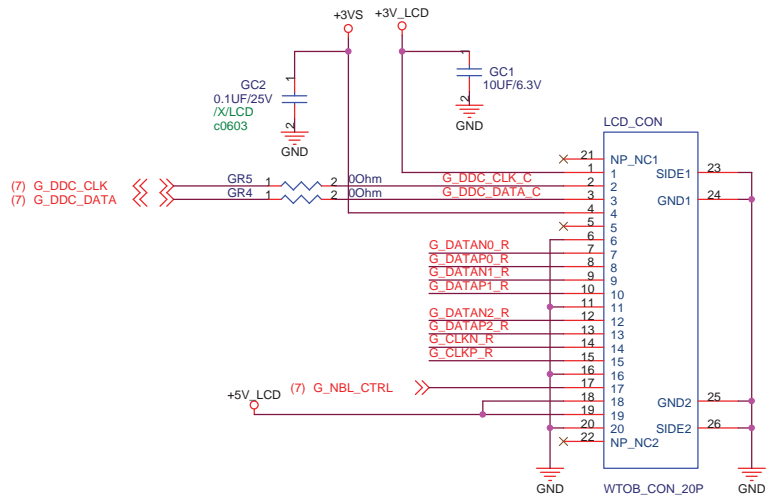 +3VS +3V_LCD
1 1
GC2 GC1
0.1UF/25V 10UF/6.3V
/X/LCD
c0603
2 2
GND GND
LCD_CON
21 NP_NC1
1 1 SIDE1 23
(7) G_DDC_CLK GR5 1 2 0Ohm G_DDC_CLK_C 2 2
(7) G_DDC_DATA GR4 1 2 0Ohm G_DDC_DATA_C 3 3 GND1 24
4 4
5 5
6 6
G_DATAN0_R 7 7
G_DATAP0_R 8 8
G_DATAN1_R 9 9
G_DATAP1_R 10 10
11 11
G_DATAN2_R 12 12
G_DATAP2_R 13 13
G_CLKN_R 14 14
G_CLKP_R 15 15
16 16
(7) G_NBL_CTRL 17 17
+5V_LCD 18 18 GND2 25
19 19
20 20 SIDE2 26
22 NP_NC2
GND WTOB_CON_20P GND